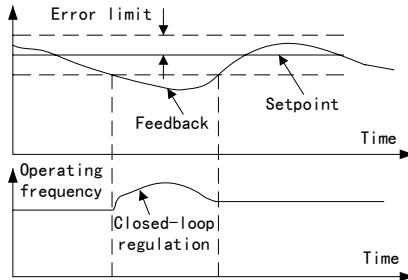 Error limit
Feedback
Setpoint
Time
Operating
frequency
Closed-loop
regulation
Time